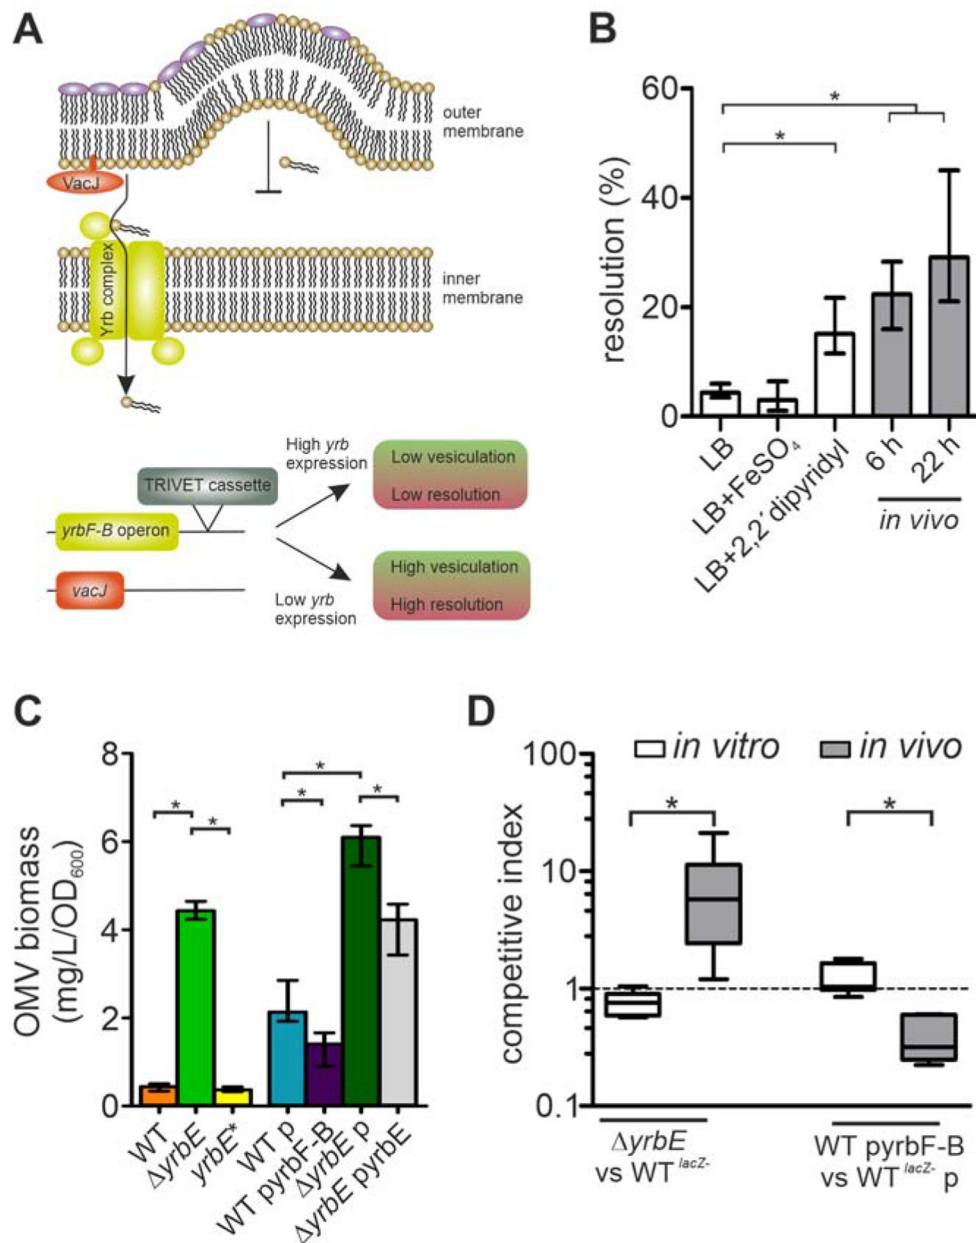 A
outer
membrane
VacJ
Yrb complex
inner
membrane
High yrb
expression
Low vesiculation
Low resolution
TRIVET cassette
yrbF-B operon
vacJ
Low yrb
expression
High vesiculation
High resolution
B
resolution (%)
60
40
20
0
*
*
LB
LB+FeSO₄
LB+2,2´dipyridyl
6 h
22 h
in vivo
C
OMV biomass
(mg/L/OD₆₀₀)
8
6
4
2
0
*
*
*
*
*
WT
ΔyrbE
yrbE*
WT p
WT pyrbF-B
ΔyrbE p
ΔyrbE pyrbE
D
in vitro
in vivo
competitive index
100
10
1
0.1
*
*
ΔyrbE
vs WT lacZ-
WT pyrbF-B
vs WT lacZ- p